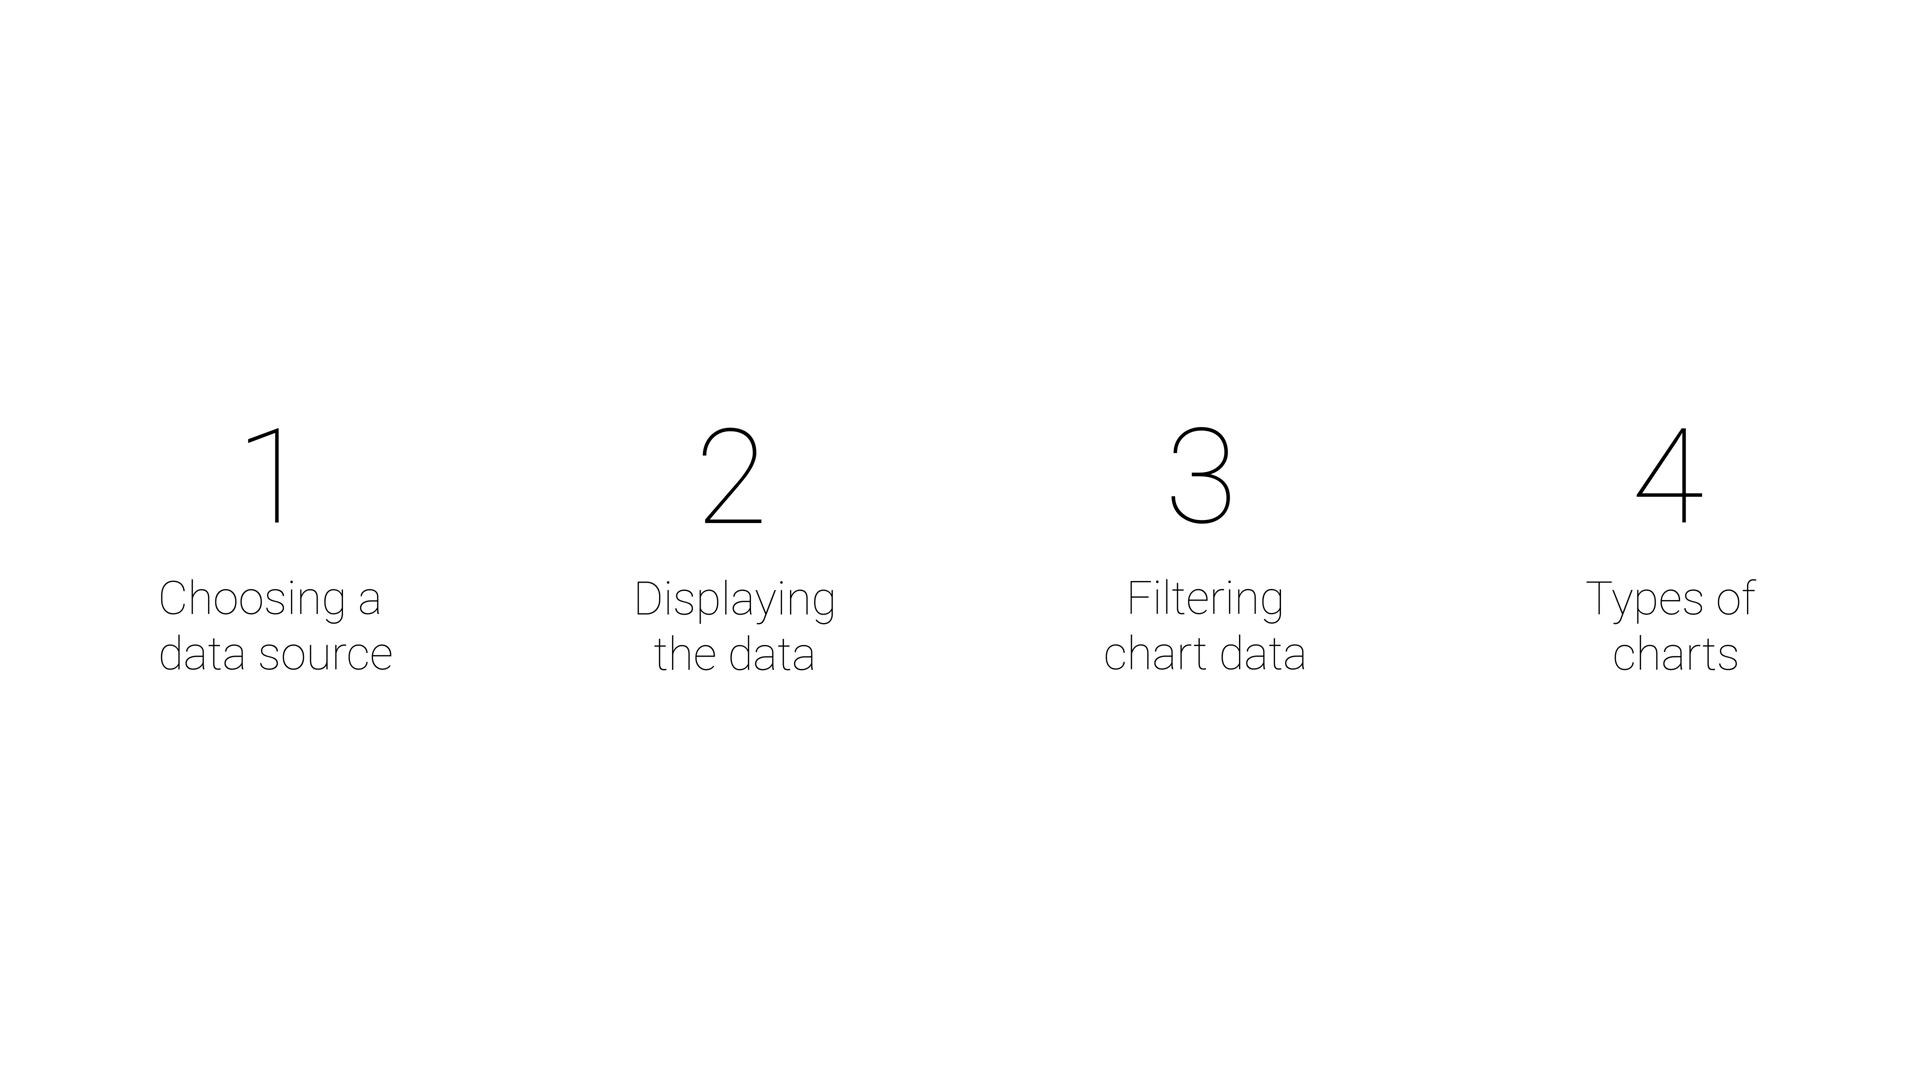 1
Choosing a
data source
2
Displaying
the data
3
Filtering
chart data
4
Types of
charts